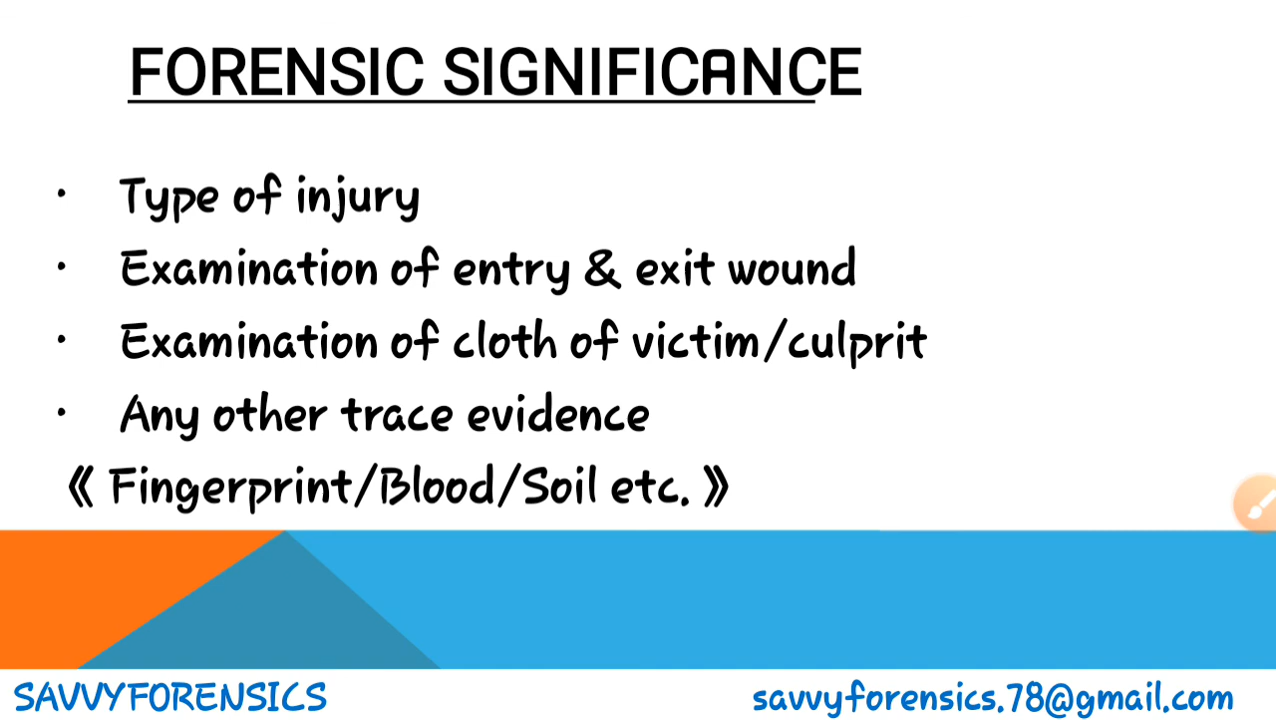 FORENSIC SIGNIFICANCE
• Type of injury
• Examination of entry & exit wound
• Examination of cloth of victim/culprit
• Any other trace evidence
《 Fingerprint/Blood/Soil etc. 》
SAVVYFORENSICS
savvyforensics.78@gmail.com